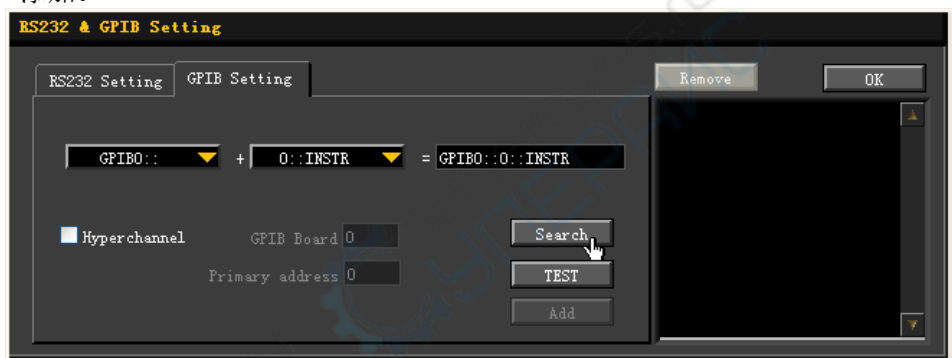 RS232 & GPIB Setting
RS232 Setting GPIB Setting
Remove OK
GPIB0:: + 0::INSTR = GPIB0::0::INSTR
Hyperchannel GPIB Board 0 Search
Primary address 0 TEST
Add